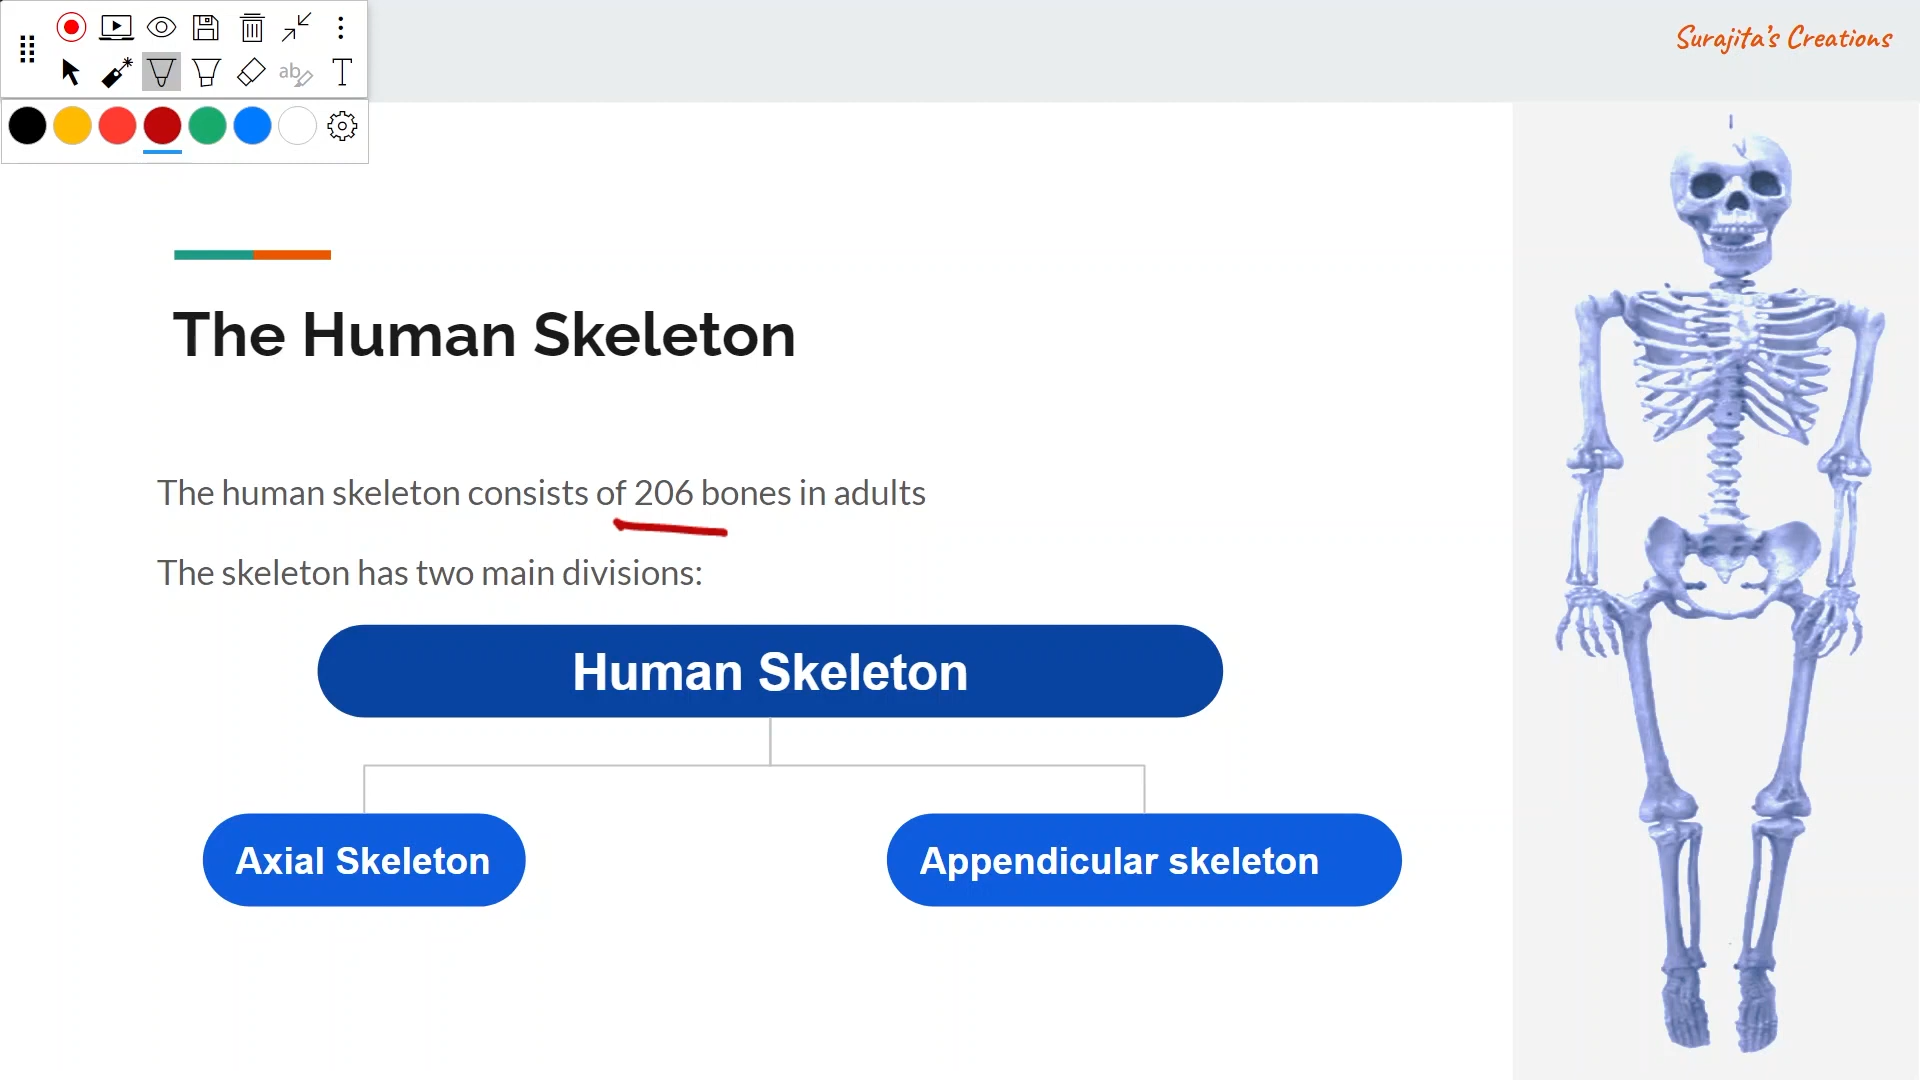 Surajita's Creations
ab
T
The Human Skeleton
The human skeleton consists of 206 bones in adults
The skeleton has two main divisions:
Human Skeleton
Axial Skeleton
Appendicular skeleton